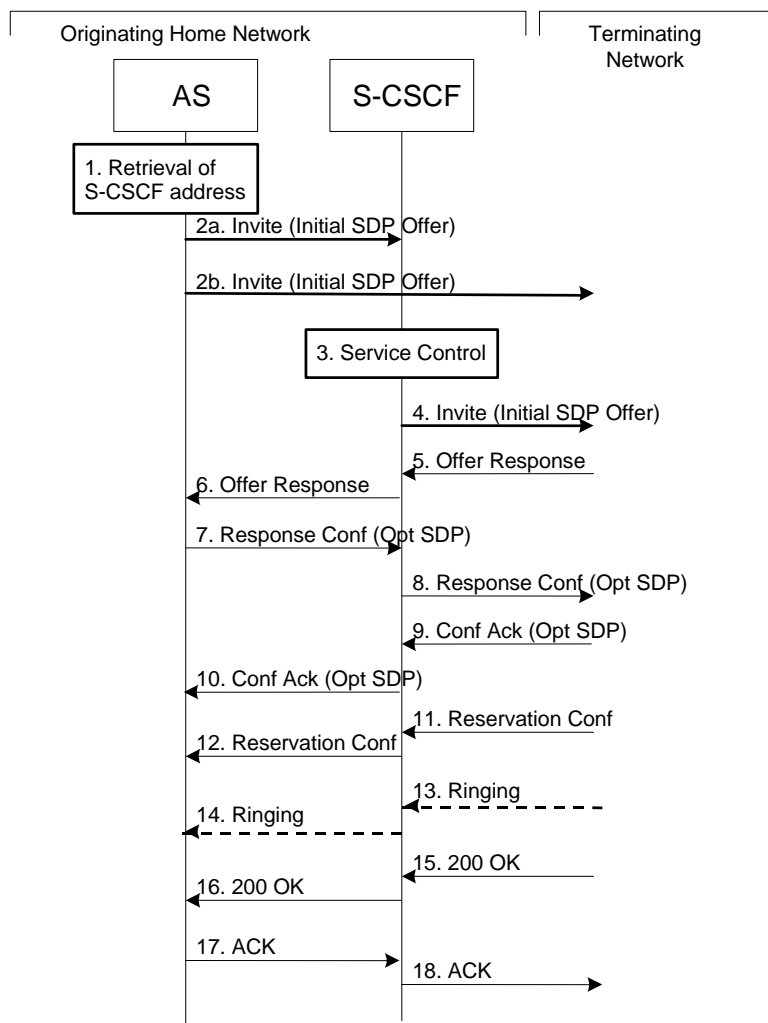 Originating Home Network
Terminating
Network
AS
S-CSCF
1. Retrieval of
S-CSCF address
2a. Invite (Initial SDP Offer)
2b. Invite (Initial SDP Offer)
3. Service Control
4. Invite (Initial SDP Offer)
5. Offer Response
6. Offer Response
7. Response Conf (Opt SDP)
8. Response Conf (Opt SDP)
9. Conf Ack (Opt SDP)
10. Conf Ack (Opt SDP)
11. Reservation Conf
12. Reservation Conf
13. Ringing
14. Ringing
15. 200 OK
16. 200 OK
17. ACK
18. ACK